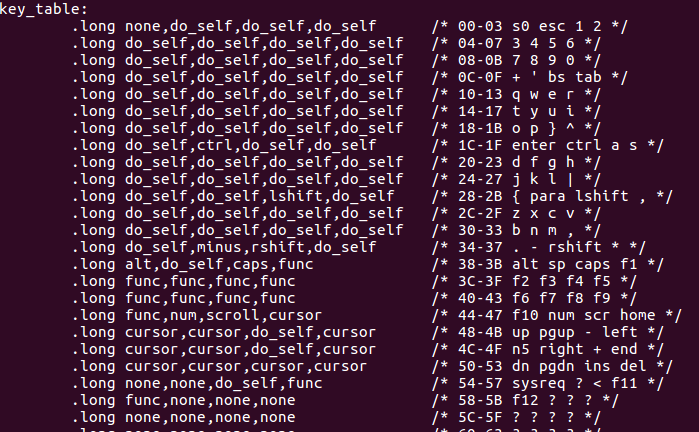 key_table:
.long none,do_self,do_self,do_self /* 00-03 s0 esc 1 2 */
.long do_self,do_self,do_self,do_self /* 04-07 3 4 5 6 */
.long do_self,do_self,do_self,do_self /* 08-0B 7 8 9 0 */
.long do_self,do_self,do_self,do_self /* 0C-0F + ' bs tab */
.long do_self,do_self,do_self,do_self /* 10-13 q w e r */
.long do_self,do_self,do_self,do_self /* 14-17 t y u i */
.long do_self,do_self,do_self,do_self /* 18-1B o p } ^ */
.long do_self,ctrl,do_self,do_self /* 1C-1F enter ctrl a s */
.long do_self,do_self,do_self,do_self /* 20-23 d f g h */
.long do_self,do_self,do_self,do_self /* 24-27 j k l | */
.long do_self,do_self,lshift,do_self /* 28-2B { para lshift , */
.long do_self,do_self,do_self,do_self /* 2C-2F z x c v */
.long do_self,do_self,do_self,do_self /* 30-33 b n m , */
.long do_self,minus,rshift,do_self /* 34-37 . - rshift * */
.long alt,do_self,caps,func /* 38-3B alt sp caps f1 */
.long func,func,func,func /* 3C-3F f2 f3 f4 f5 */
.long func,func,func,func /* 40-43 f6 f7 f8 f9 */
.long func,num,scroll,cursor /* 44-47 f10 num scr home */
.long cursor,cursor,do_self,cursor /* 48-4B up pgup - left */
.long cursor,cursor,do_self,cursor /* 4C-4F n5 right + end */
.long cursor,cursor,cursor,cursor /* 50-53 dn pgdn ins del */
.long none,none,do_self,func /* 54-57 sysreq ? < f11 */
.long func,none,none,none /* 58-5B f12 ? ? ? */
.long none,none,none,none /* 5C-5F ? ? ? ? */